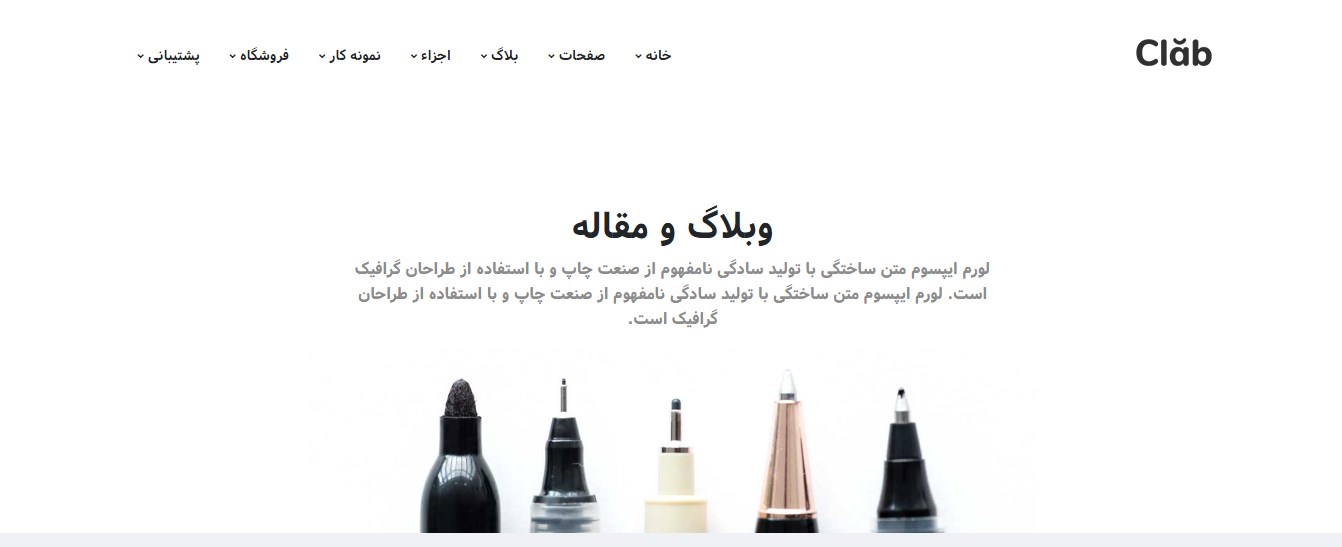 Clăb
خانه صفحات بلاگ اجزاء نمونه کار فروشگاه پشتیبانی
وبلاگ و مقاله
لورم ایپسوم متن ساختگی با تولید سادگی نامفهوم از صنعت چاپ و با استفاده از طراحان گرافیک
است. لورم ایپسوم متن ساختگی با تولید سادگی نامفهوم از صنعت چاپ و با استفاده از طراحان
گرافیک است.